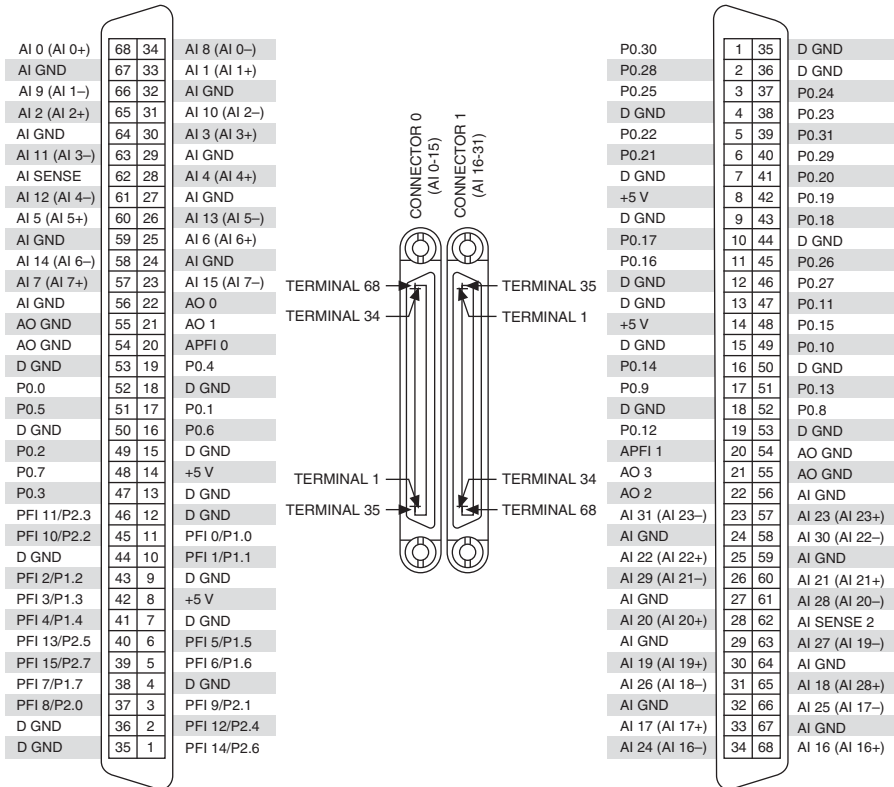 AI 0 (AI 0+) 68 34 AI 8 (AI 0–)
AI GND 67 33 AI 1 (AI 1+)
AI 9 (AI 1–) 66 32 AI GND
AI 2 (AI 2+) 65 31 AI 10 (AI 2–)
AI GND 64 30 AI 3 (AI 3+)
AI 11 (AI 3–) 63 29 AI GND
AI SENSE 62 28 AI 4 (AI 4+)
AI 12 (AI 4–) 61 27 AI GND
AI 5 (AI 5+) 60 26 AI 13 (AI 5–)
AI GND 59 25 AI 6 (AI 6+)
AI 14 (AI 6–) 58 24 AI GND
AI 7 (AI 7+) 57 23 AI 15 (AI 7–)
AI GND 56 22 AO 0
AO GND 55 21 AO 1
AO GND 54 20 APFI 0
D GND 53 19 P0.4
P0.0 52 18 D GND
P0.5 51 17 P0.1
D GND 50 16 P0.6
P0.2 49 15 D GND
P0.7 48 14 +5 V
P0.3 47 13 D GND
PFI 11/P2.3 46 12 D GND
PFI 10/P2.2 45 11 PFI 0/P1.0
D GND 44 10 PFI 1/P1.1
PFI 2/P1.2 43 9 D GND
PFI 3/P1.3 42 8 +5 V
PFI 4/P1.4 41 7 D GND
PFI 13/P2.5 40 6 PFI 5/P1.5
PFI 15/P2.7 39 5 PFI 6/P1.6
PFI 7/P1.7 38 4 D GND
PFI 8/P2.0 37 3 PFI 9/P2.1
D GND 36 2 PFI 12/P2.4
D GND 35 1 PFI 14/P2.6
CONNECTOR 0
(AI 0-15)
CONNECTOR 1
(AI 16-31)
TERMINAL 68
TERMINAL 34
TERMINAL 35
TERMINAL 1
TERMINAL 1
TERMINAL 35
TERMINAL 34
TERMINAL 68
P0.30 1 35 D GND
P0.28 2 36 D GND
P0.25 3 37 P0.24
D GND 4 38 P0.23
P0.22 5 39 P0.31
P0.21 6 40 P0.29
D GND 7 41 P0.20
+5 V 8 42 P0.19
D GND 9 43 P0.18
P0.17 10 44 D GND
P0.16 11 45 P0.26
D GND 12 46 P0.27
D GND 13 47 P0.11
+5 V 14 48 P0.15
D GND 15 49 P0.10
P0.14 16 50 D GND
P0.9 17 51 P0.13
D GND 18 52 P0.8
P0.12 19 53 D GND
APFI 1 20 54 AO GND
AO 3 21 55 AO GND
AO 2 22 56 AI GND
AI 31 (AI 23–) 23 57 AI 23 (AI 23+)
AI GND 24 58 AI 30 (AI 22–)
AI 22 (AI 22+) 25 59 AI GND
AI 29 (AI 21–) 26 60 AI 21 (AI 21+)
AI GND 27 61 AI 28 (AI 20–)
AI 20 (AI 20+) 28 62 AI SENSE 2
AI GND 29 63 AI 27 (AI 19–)
AI 19 (AI 19+) 30 64 AI GND
AI 26 (AI 18–) 31 65 AI 18 (AI 28+)
AI GND 32 66 AI 25 (AI 17–)
AI 17 (AI 17+) 33 67 AI GND
AI 24 (AI 16–) 34 68 AI 16 (AI 16+)